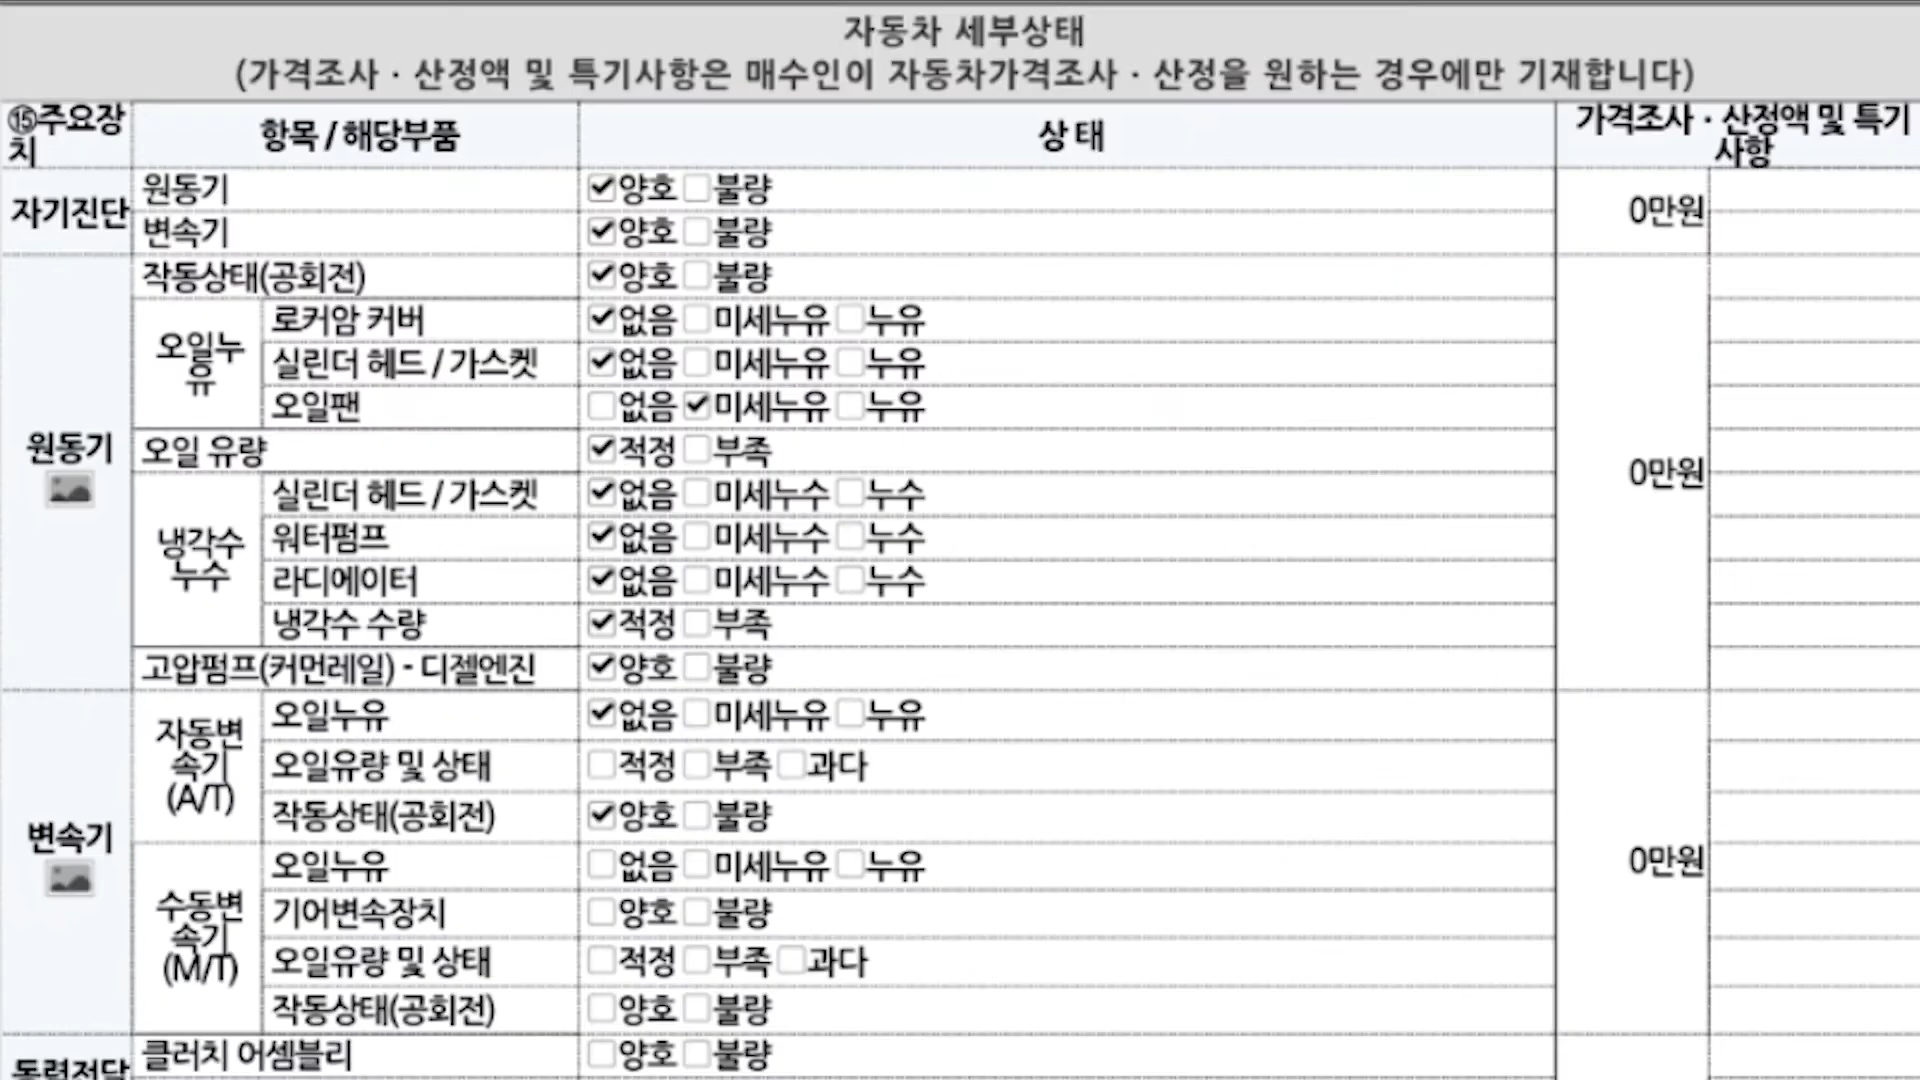 자동차 세부상태
(가격조사 · 산정액 및 특기사항은 매수인이 자동차가격조사 · 산정을 원하는 경우에만 기재합니다)
⑮주요장
치
항목 / 해당부품
상 태
가격조사 · 산정액 및 특기
사항
자기진단
원동기
✔양호 불량
0만원
변속기
✔양호 불량
원동기
작동상태(공회전)
✔양호 불량
0만원
오일누
유
로커암 커버
✔없음 미세누유 누유
실린더 헤드 / 가스켓
✔없음 미세누유 누유
오일팬
없음 ✔미세누유 누유
오일 유량
✔적정 부족
냉각수
누수
실린더 헤드 / 가스켓
✔없음 미세누수 누수
워터펌프
✔없음 미세누수 누수
라디에이터
✔없음 미세누수 누수
냉각수 수량
✔적정 부족
고압펌프(커먼레일) - 디젤엔진
✔양호 불량
변속기
자동변
속기
(A/T)
오일누유
✔없음 미세누유 누유
0만원
오일유량 및 상태
적정 부족 과다
작동상태(공회전)
✔양호 불량
수동변
속기
(M/T)
오일누유
없음 미세누유 누유
기어변속장치
양호 불량
오일유량 및 상태
적정 부족 과다
작동상태(공회전)
양호 불량
동력전달
클러치 어셈블리
양호 불량